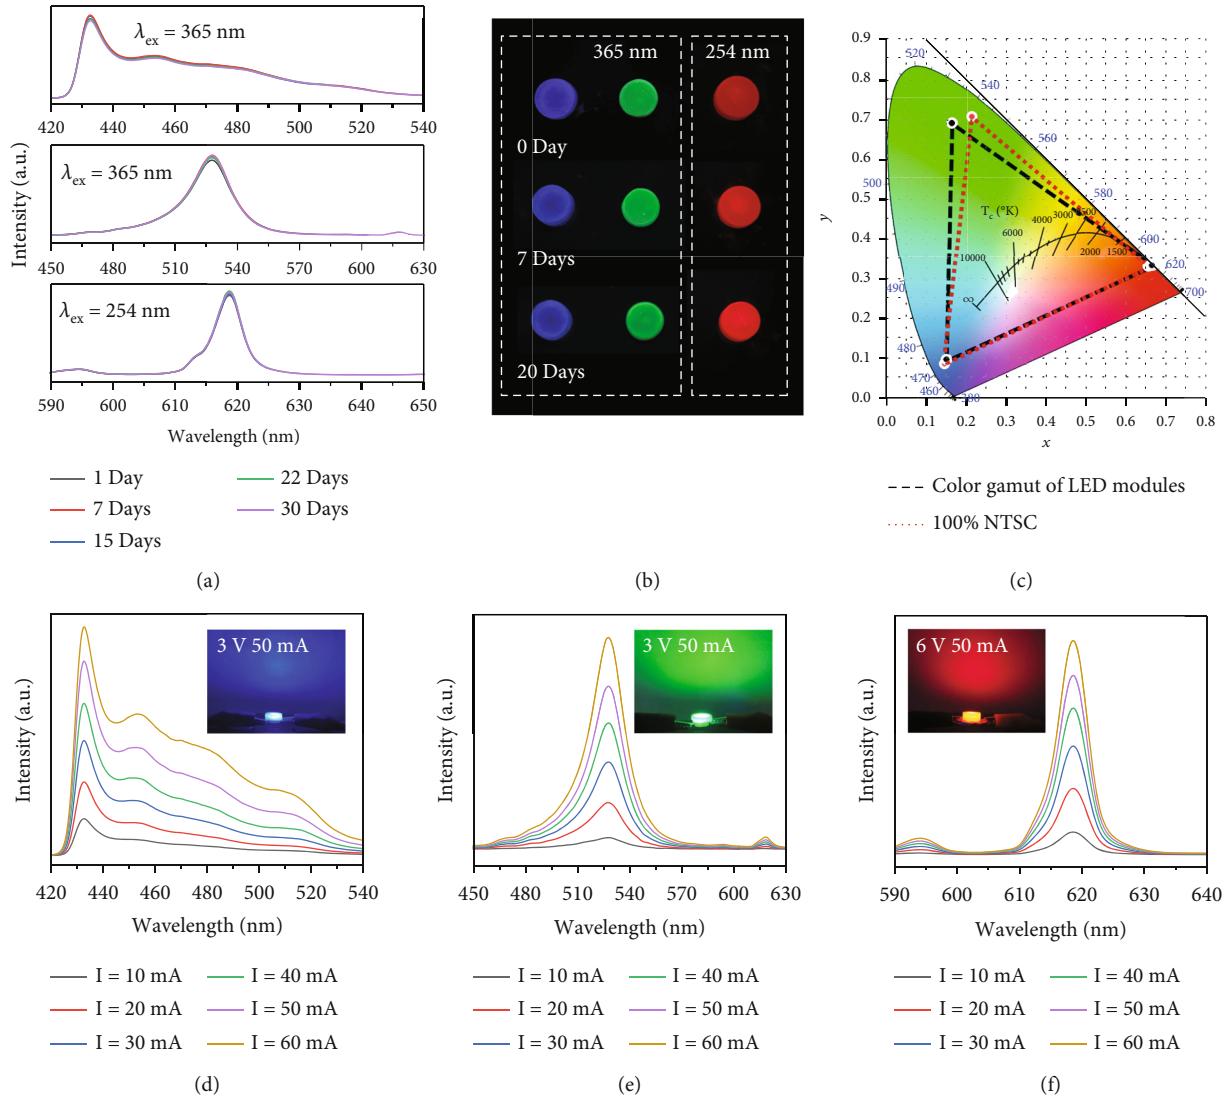 λex = 365 nm
420 440 460 480 500 520 540
λex = 365 nm
450 480 510 540 570 600 630
λex = 254 nm
590 600 610 620 630 640 650
Intensity (a.u.)
Wavelength (nm)
1 Day
22 Days
7 Days
30 Days
15 Days
(a)
365 nm
254 nm
0 Day
7 Days
20 Days
(b)
0.9
0.8
0.7
0.6
0.5
0.4
0.3
0.2
0.1
0.0
y
0.0 0.1 0.2 0.3 0.4 0.5 0.6 0.7 0.8
x
520
540
560
580
600
620
700
500
490
480
470
460
380
Tc (°K)
∞
10000
6000
4000
3000
2000
1500
Color gamut of LED modules
100% NTSC
(c)
3 V 50 mA
Intensity (a.u.)
420 440 460 480 500 520 540
Wavelength (nm)
I = 10 mA
I = 40 mA
I = 20 mA
I = 50 mA
I = 30 mA
I = 60 mA
(d)
3 V 50 mA
Intensity (a.u.)
450 490 530 570 600 630
Wavelength (nm)
I = 10 mA
I = 40 mA
I = 20 mA
I = 50 mA
I = 30 mA
I = 60 mA
(e)
6 V 50 mA
Intensity (a.u.)
590 600 610 620 630 640
Wavelength (nm)
I = 10 mA
I = 40 mA
I = 20 mA
I = 50 mA
I = 30 mA
I = 60 mA
(f)